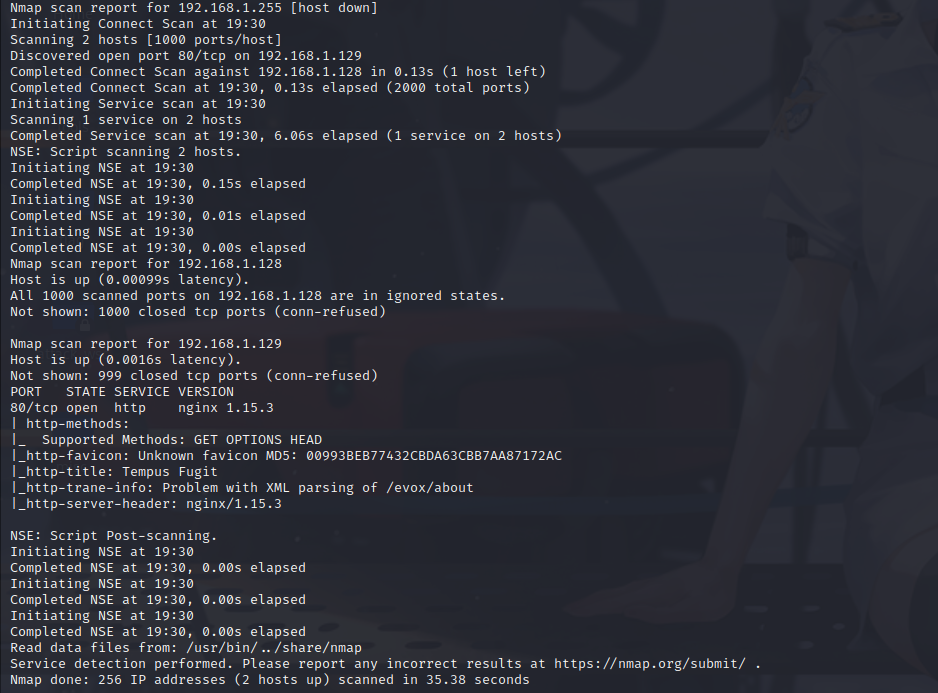 Nmap scan report for 192.168.1.255 [host down]
Initiating Connect Scan at 19:30
Scanning 2 hosts [1000 ports/host]
Discovered open port 80/tcp on 192.168.1.129
Completed Connect Scan against 192.168.1.128 in 0.13s (1 host left)
Completed Connect Scan at 19:30, 0.13s elapsed (2000 total ports)
Initiating Service scan at 19:30
Scanning 1 service on 2 hosts
Completed Service scan at 19:30, 6.06s elapsed (1 service on 2 hosts)
NSE: Script scanning 2 hosts.
Initiating NSE at 19:30
Completed NSE at 19:30, 0.15s elapsed
Initiating NSE at 19:30
Completed NSE at 19:30, 0.01s elapsed
Initiating NSE at 19:30
Completed NSE at 19:30, 0.00s elapsed
Nmap scan report for 192.168.1.128
Host is up (0.00099s latency).
All 1000 scanned ports on 192.168.1.128 are in ignored states.
Not shown: 1000 closed tcp ports (conn-refused)

Nmap scan report for 192.168.1.129
Host is up (0.0016s latency).
Not shown: 999 closed tcp ports (conn-refused)
PORT   STATE SERVICE VERSION
80/tcp open  http    nginx 1.15.3
| http-methods:
|_  Supported Methods: GET OPTIONS HEAD
|_http-favicon: Unknown favicon MD5: 00993BEB77432CBDA63CBB7AA87172AC
|_http-title: Tempus Fugit
|_http-trane-info: Problem with XML parsing of /evox/about
|_http-server-header: nginx/1.15.3

NSE: Script Post-scanning.
Initiating NSE at 19:30
Completed NSE at 19:30, 0.00s elapsed
Initiating NSE at 19:30
Completed NSE at 19:30, 0.00s elapsed
Initiating NSE at 19:30
Completed NSE at 19:30, 0.00s elapsed
Read data files from: /usr/bin/../share/nmap
Service detection performed. Please report any incorrect results at https://nmap.org/submit/ .
Nmap done: 256 IP addresses (2 hosts up) scanned in 35.38 seconds